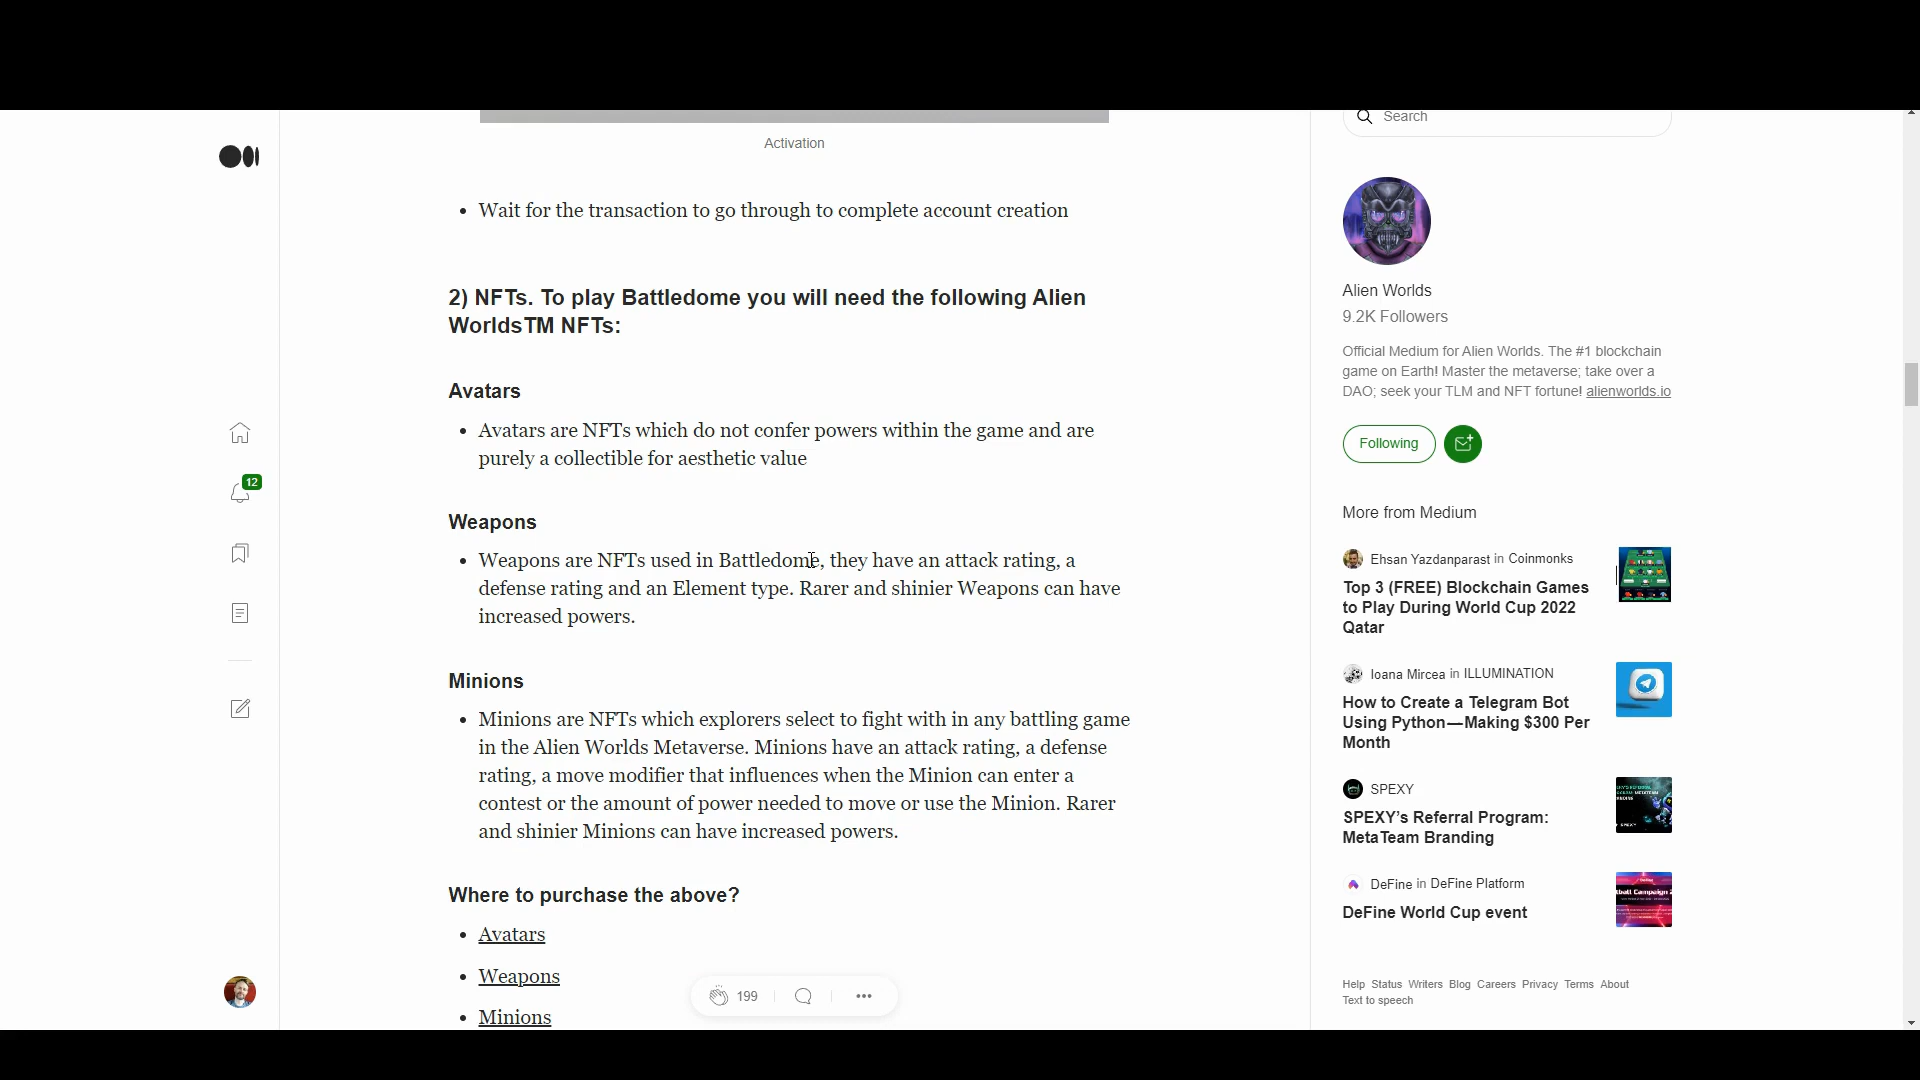 Search
Activation
Wait for the transaction to go through to complete account creation
2) NFTs. To play Battledome you will need the following Alien
WorldsTM NFTs:
Avatars
Avatars are NFTs which do not confer powers within the game and are
purely a collectible for aesthetic value
Weapons
Weapons are NFTs used in Battledome, they have an attack rating, a
defense rating and an Element type. Rarer and shinier Weapons can have
increased powers.
Minions
Minions are NFTs which explorers select to fight with in any battling game
in the Alien Worlds Metaverse. Minions have an attack rating, a defense
rating, a move modifier that influences when the Minion can enter a
contest or the amount of power needed to move or use the Minion. Rarer
and shinier Minions can have increased powers.
Where to purchase the above?
Avatars
Weapons
Minions
199
12
Alien Worlds
9.2K Followers
Official Medium for Alien Worlds. The #1 blockchain
game on Earth! Master the metaverse; take over a
DAO; seek your TLM and NFT fortune! alienworlds.io
Following
More from Medium
Ehsan Yazdanparast in Coinmonks
Top 3 (FREE) Blockchain Games
to Play During World Cup 2022
Qatar
Ioana Mircea in ILLUMINATION
How to Create a Telegram Bot
Using Python—Making $300 Per
Month
SPEXY
SPEXY’s Referral Program:
MetaTeam Branding
DeFine in DeFine Platform
DeFine World Cup event
Help Status Writers Blog Careers Privacy Terms About
Text to speech